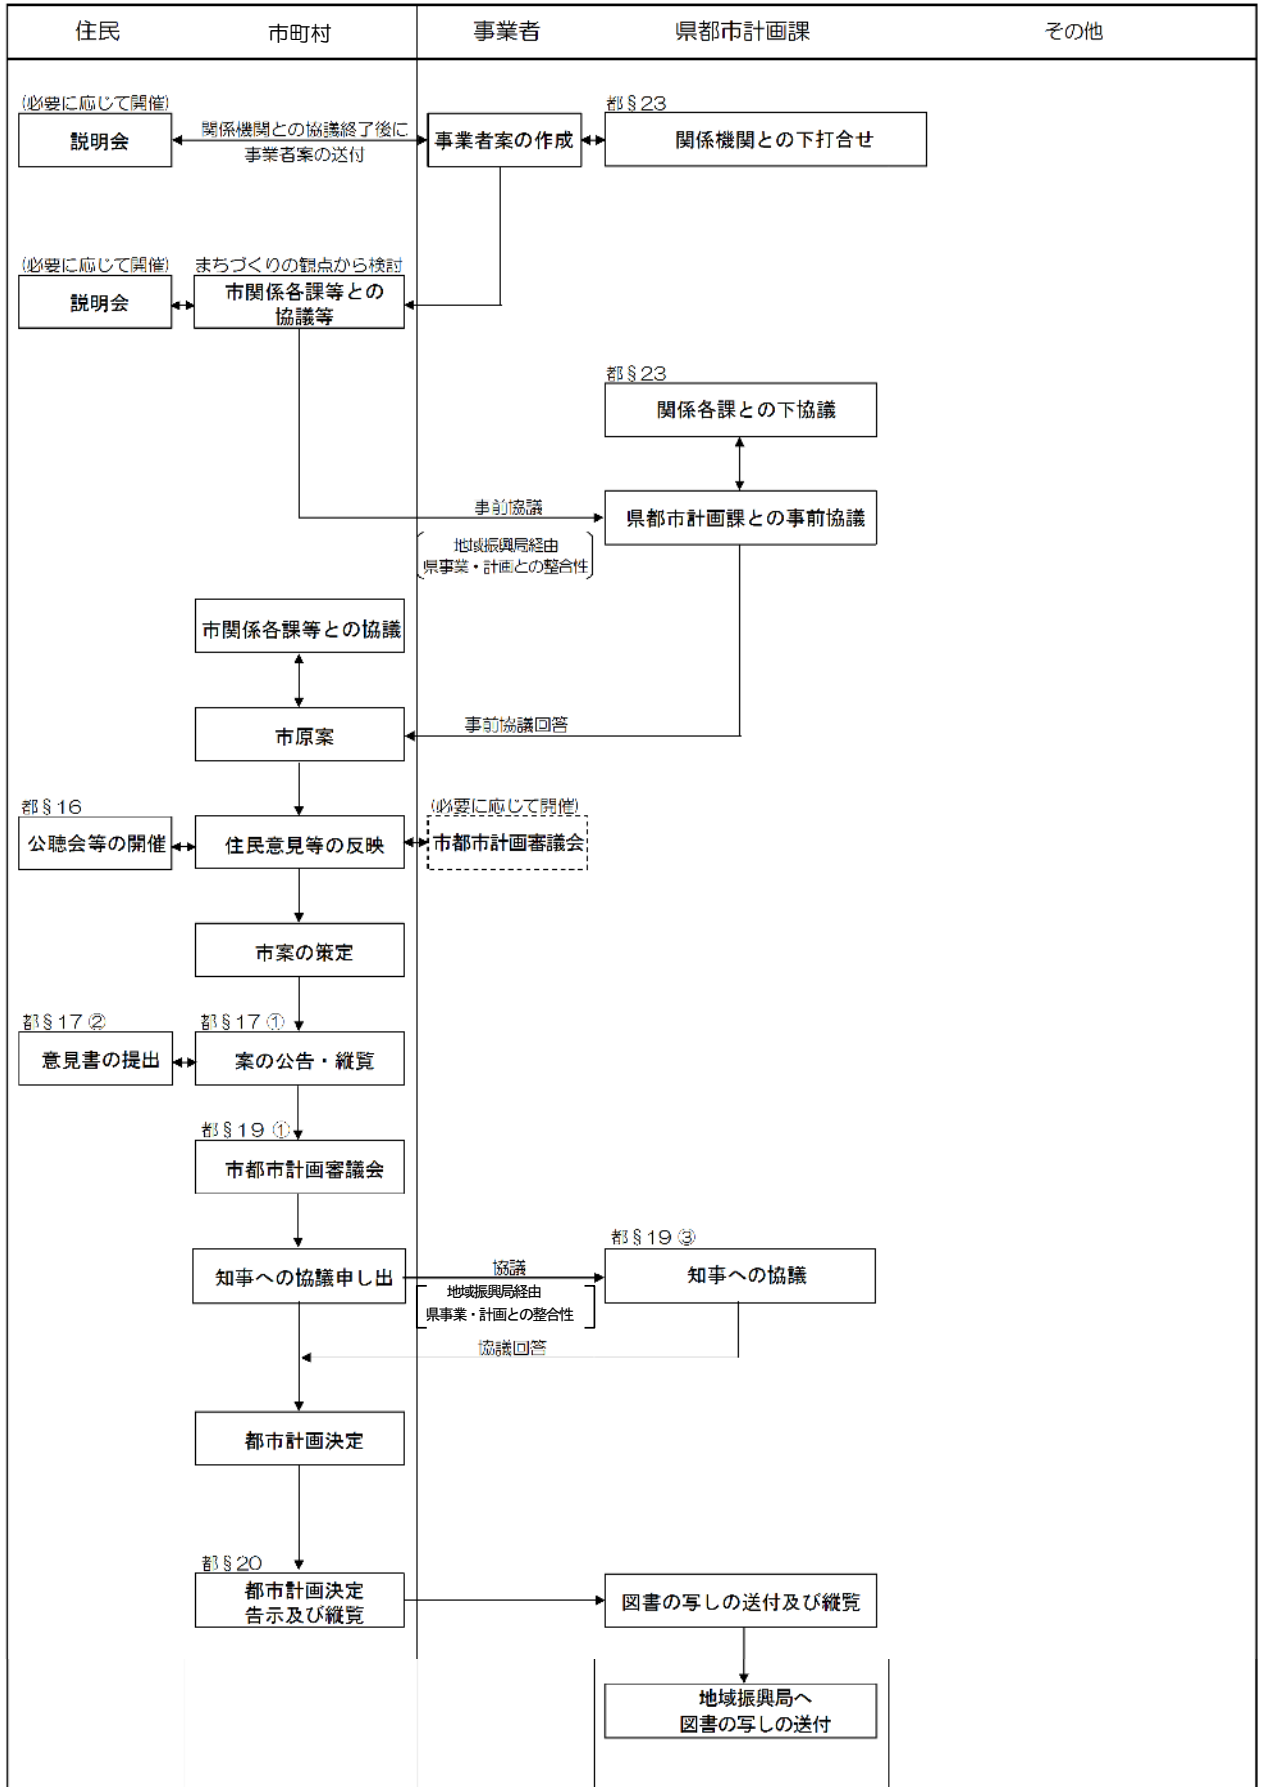 住民 市町村 事業者 県都市計画課 その他
(必要に応じて開催) 都§23
説明会
関係機関との協議終了後に
事業者案の送付
事業者案の作成
関係機関との下打合せ
(必要に応じて開催) まちづくりの観点から検討
説明会
市関係各課等との
協議等
都§23
関係各課との下協議
事前協議
県都市計画課との事前協議
地域振興局経由
県事業・計画との整合性
市関係各課等との協議
市原案
事前協議回答
都§16 (必要に応じて開催)
公聴会等の開催
住民意見等の反映
市都市計画審議会
市案の策定
都§17② 都§17①
意見書の提出
案の公告・縦覧
都§19①
市都市計画審議会
都§19③
知事への協議申し出
協議
知事への協議
地域振興局経由
県事業・計画との整合性
協議回答
都市計画決定
都§20
都市計画決定
告示及び縦覧
図書の写しの送付及び縦覧
地域振興局へ
図書の写しの送付